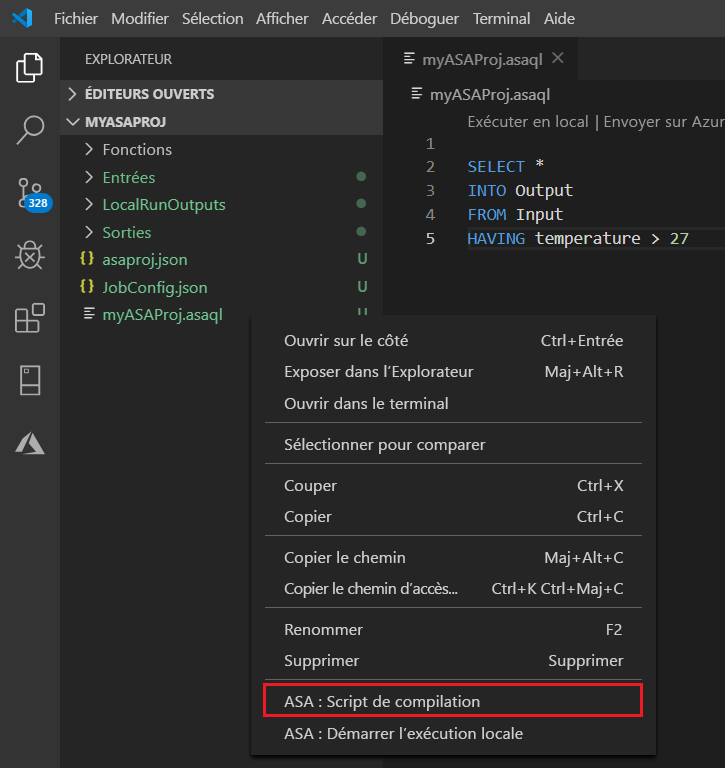 Fichier Modifier Sélection Afficher Accéder Déboguer Terminal Aide
EXPLORATEUR
ÉDITEURS OUVERTS
MYASAPROJ
Fonctions
Entrées
LocalRunOutputs
Sorties
asaproj.json U
JobConfig.json U
myASAProj.asaql U
328
myASAProj.asaql
myASAProj.asaql
Exécuter en local | Envoyer sur Azur
1
2 SELECT *
3 INTO Output
4 FROM Input
5 HAVING temperature > 27
Ouvrir sur le côté Ctrl+Entrée
Exposer dans l’Explorateur Maj+Alt+R
Ouvrir dans le terminal
Sélectionner pour comparer
Couper Ctrl+X
Copier Ctrl+C
Copier le chemin Maj+Alt+C
Copier le chemin d’accès... Ctrl+K Ctrl+Maj+C
Renommer F2
Supprimer Supprimer
ASA : Script de compilation
ASA : Démarrer l’exécution locale